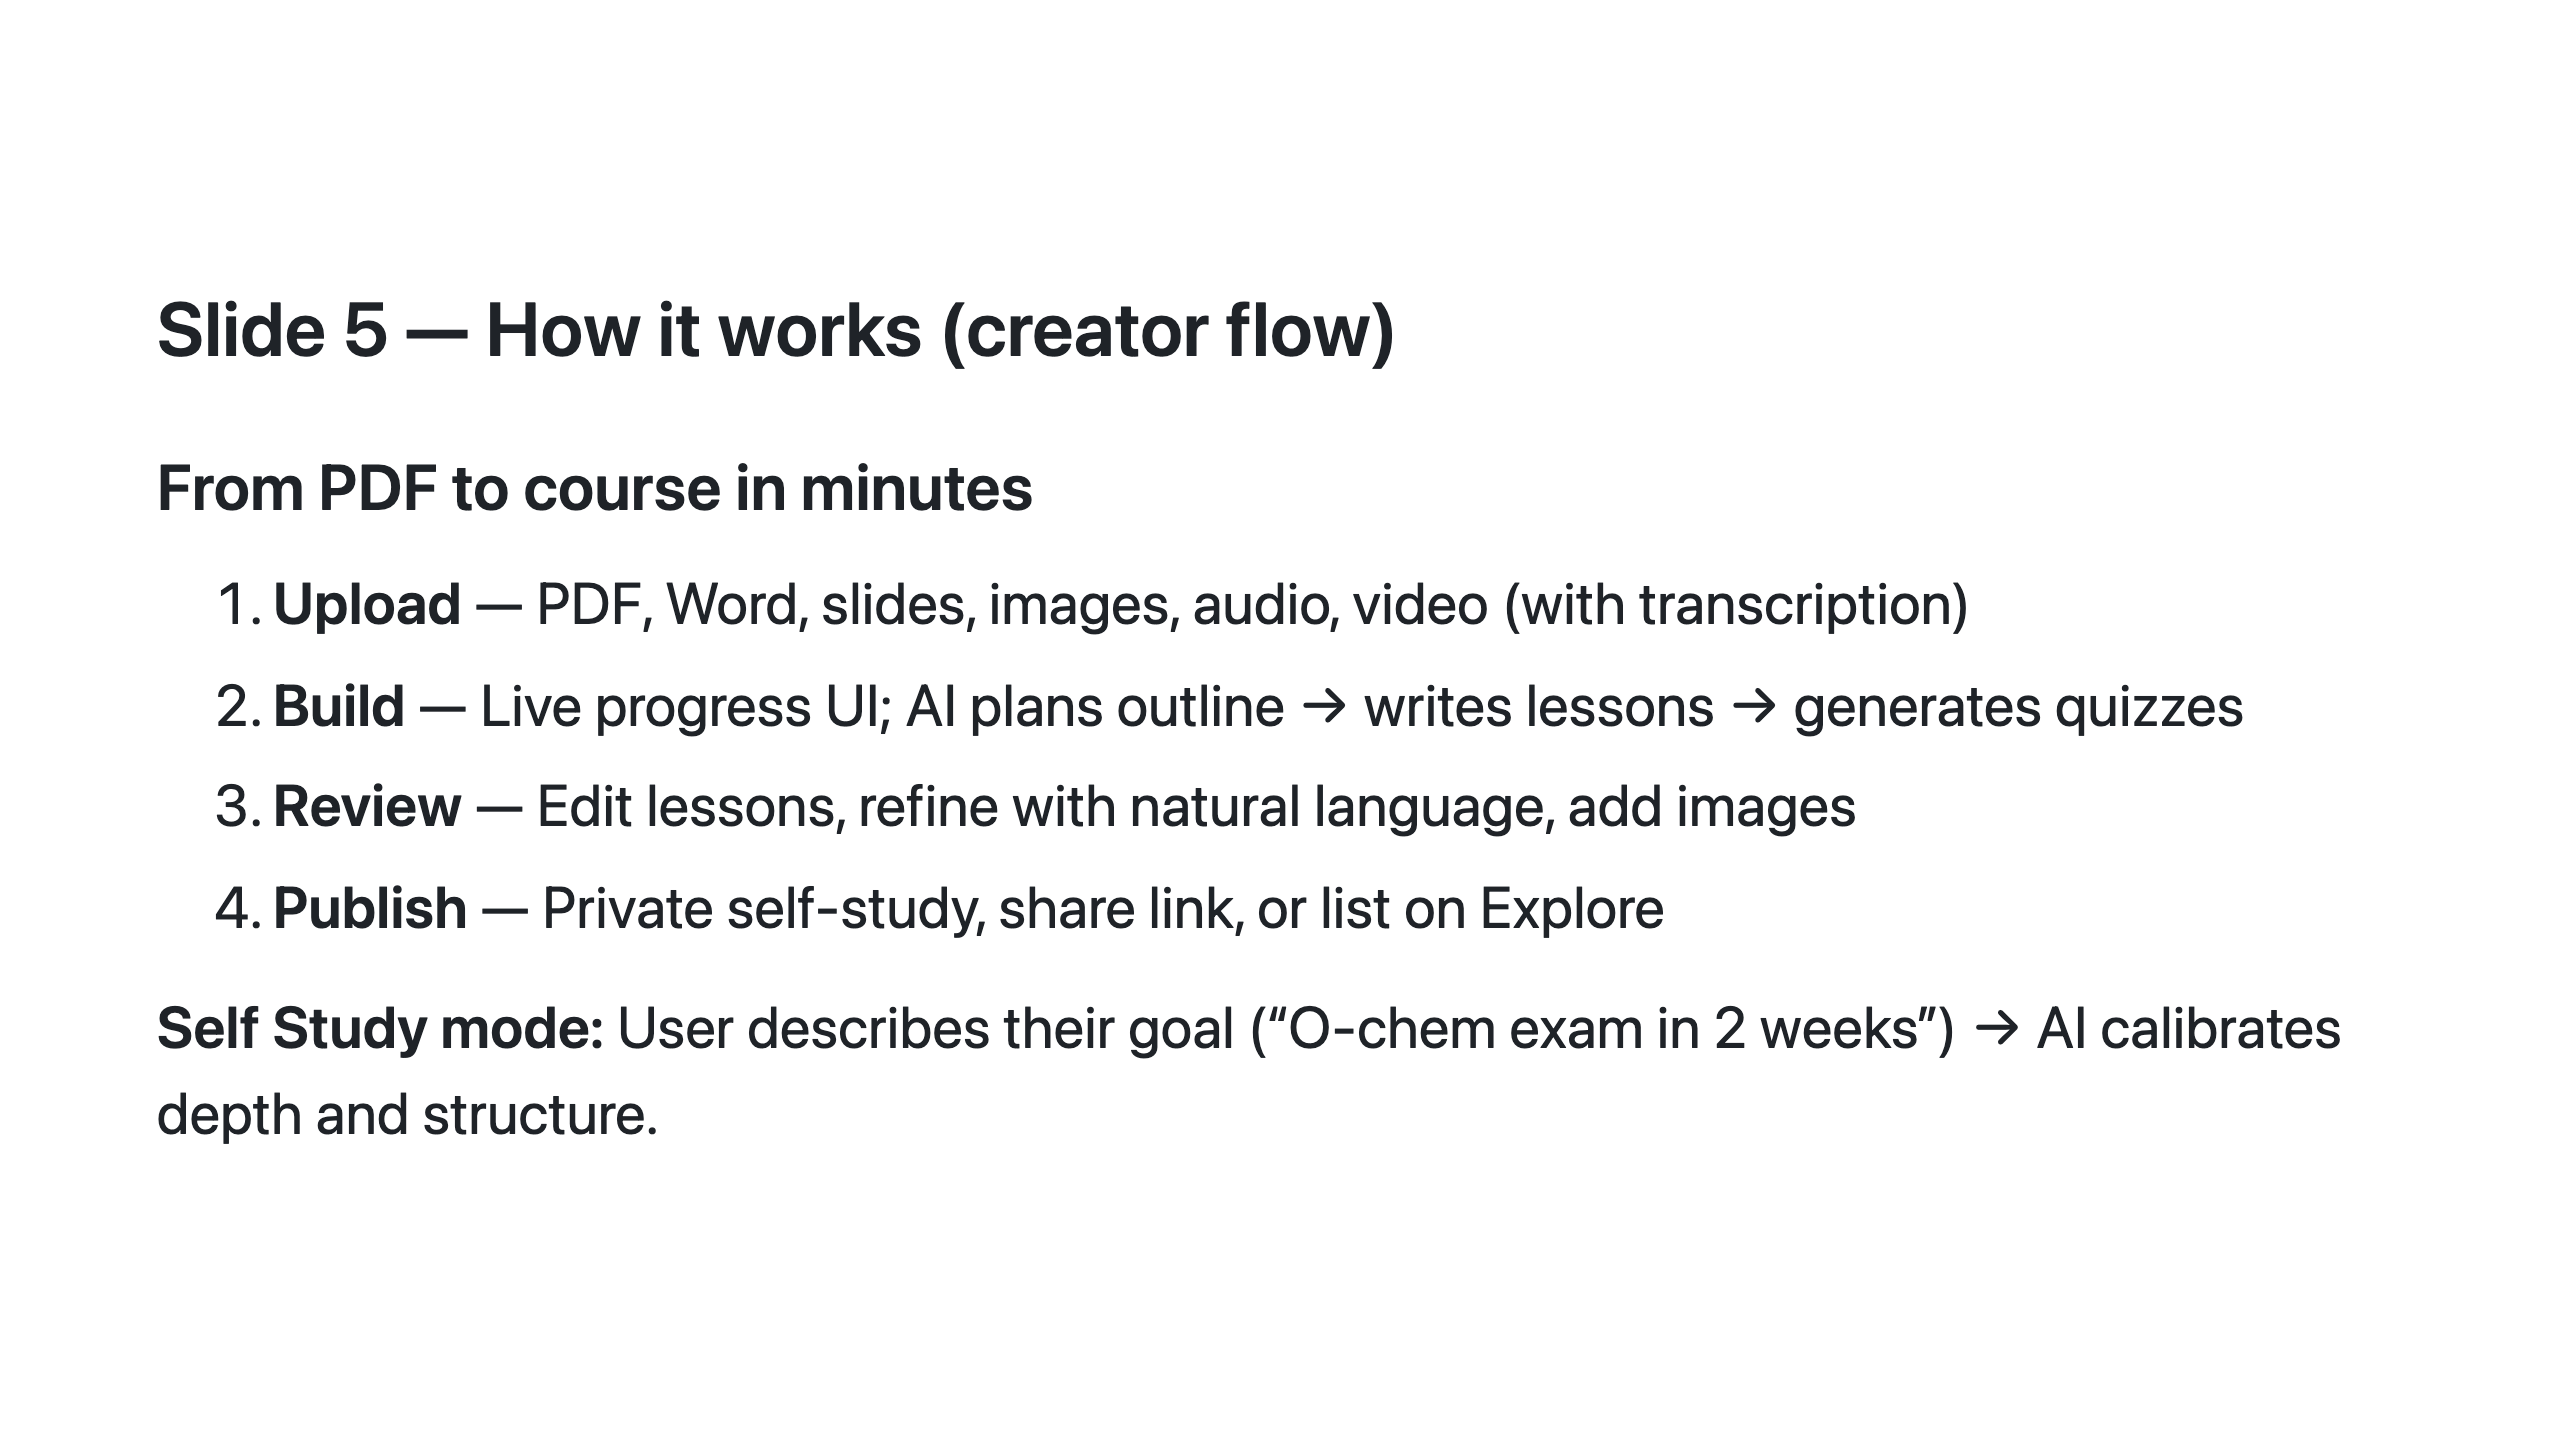 Slide 5 — How it works (creator flow)
From PDF to course in minutes
1. Upload — PDF, Word, slides, images, audio, video (with transcription)
2. Build — Live progress UI; AI plans outline → writes lessons → generates quizzes
3. Review — Edit lessons, refine with natural language, add images
4. Publish — Private self-study, share link, or list on Explore
Self Study mode: User describes their goal (“O-chem exam in 2 weeks”) → AI calibrates
depth and structure.